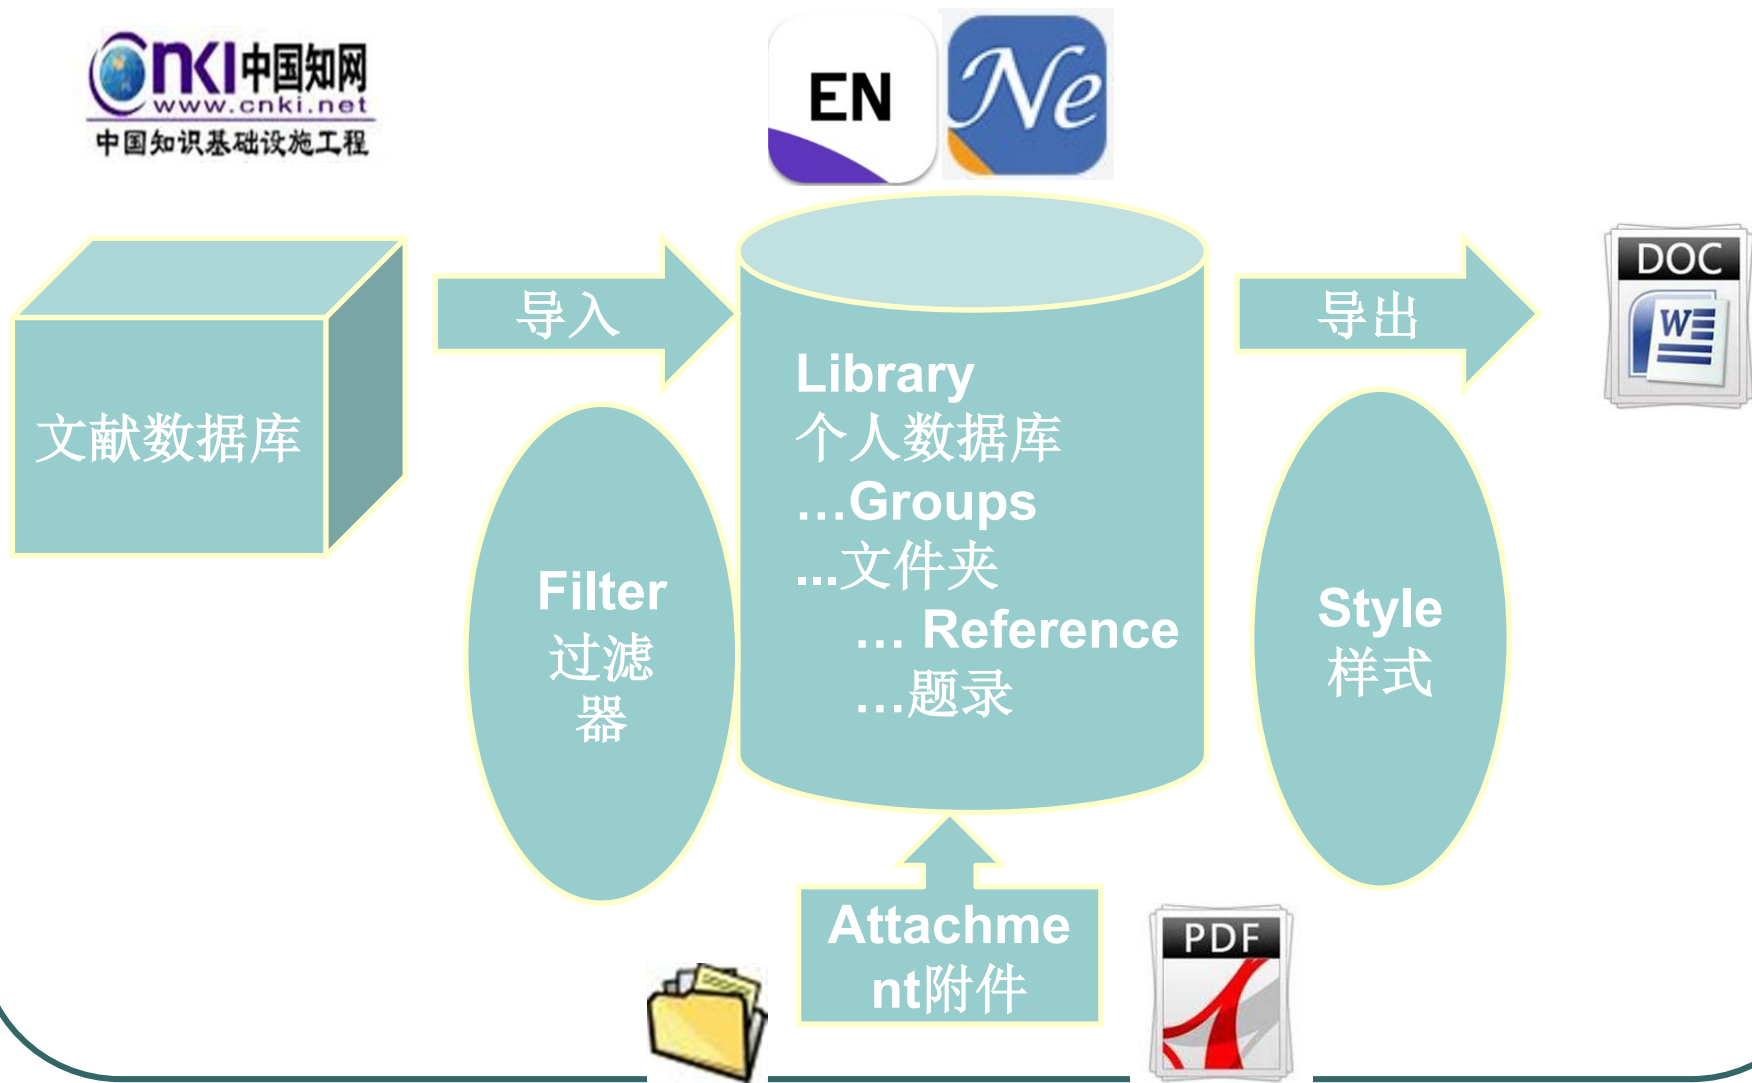 CNKI中国知网
www.cnki.net
中国知识基础设施工程
EN
Ne
文献数据库
导入
Filter
过滤
器
Library
个人数据库
…Groups
...文件夹
… Reference
…题录
导出
Style
样式
DOC
W
Attachme
nt附件
PDF